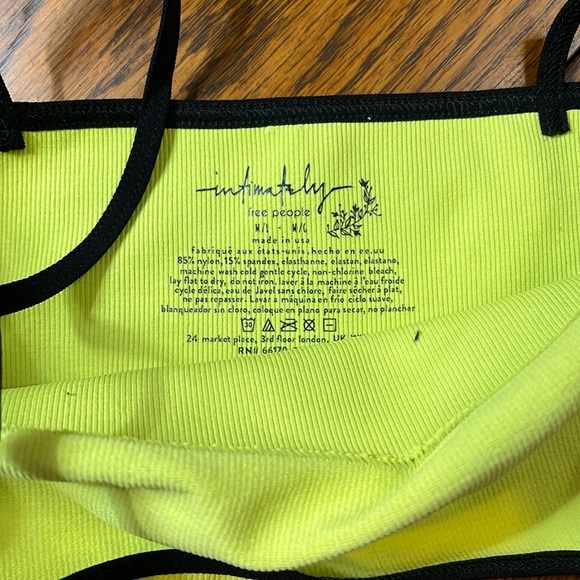 intimately
free people
M/L - M/G
made in usa
fabriqué aux états-unis, hecho en ee.uu
85% nylon, 15% spandex, elasthanne, elastan, elastano,
machine wash cold gentle cycle, non-chlorine bleach,
lay flat to dry, do not iron. laver à la machine à l'eau froide
cycle délica, eau de Javel sans chlore, faire sécher à plat,
ne pas repasser. Lavar a máquina en frío ciclo suave,
blanqueador sin cloro, coloque en plano para secar, no planchar
30
24 market place, 3rd floor london, UK
RN# 66170